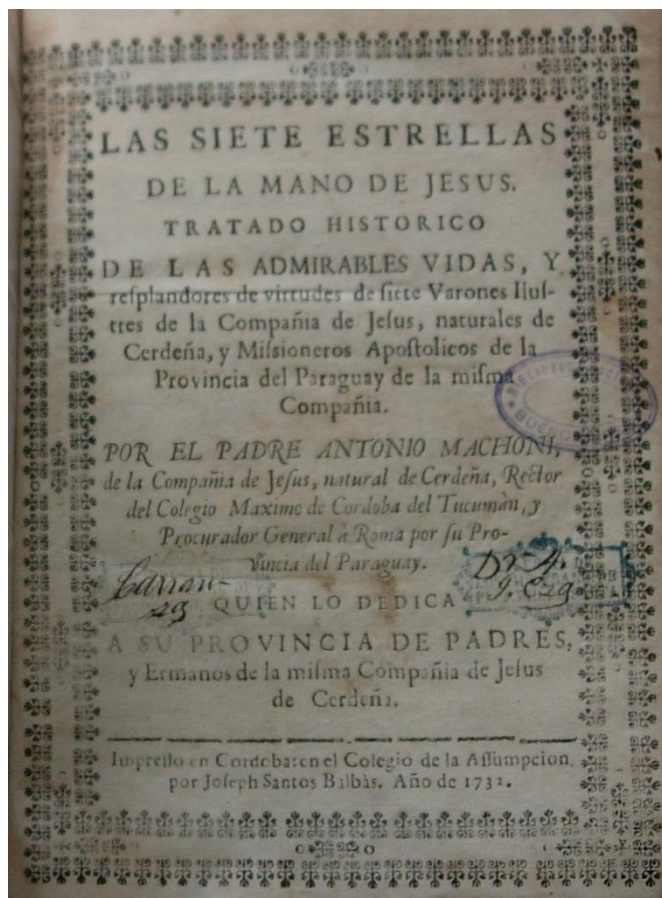 LAS SIETE ESTRELLAS
DE LA MANO DE JESUS.
TRATADO HISTORICO
DE LAS ADMIRABLES VIDAS, Y
reſplandores de virtudes de ſiete Varones Iluſ-
tres de la Compañia de Jeſus, naturales de
Cerdeña, y Miſsioneros Apoſtolicos de la
Provincia del Paraguay de la miſma
Compañia.
POR EL PADRE ANTONIO MACHONI,
de la Compañia de Jeſus, natural de Cerdeña, Rector
del Colegio Maximo de Cordoba del Tucumàn, y
Procurador General à Roma por ſu Pro-
vincia del Paraguay.
QUIEN LO DEDICA
A SU PROVINCIA DE PADRES,
y Ermanos de la miſma Compañia de Jeſus
de Cerdeña.
Impreſſo en Cordoba: en el Colegio de la Aſſumpcion,
por Joſeph Santos Balbàs. Año de 1732.
Carran-
BUENOS